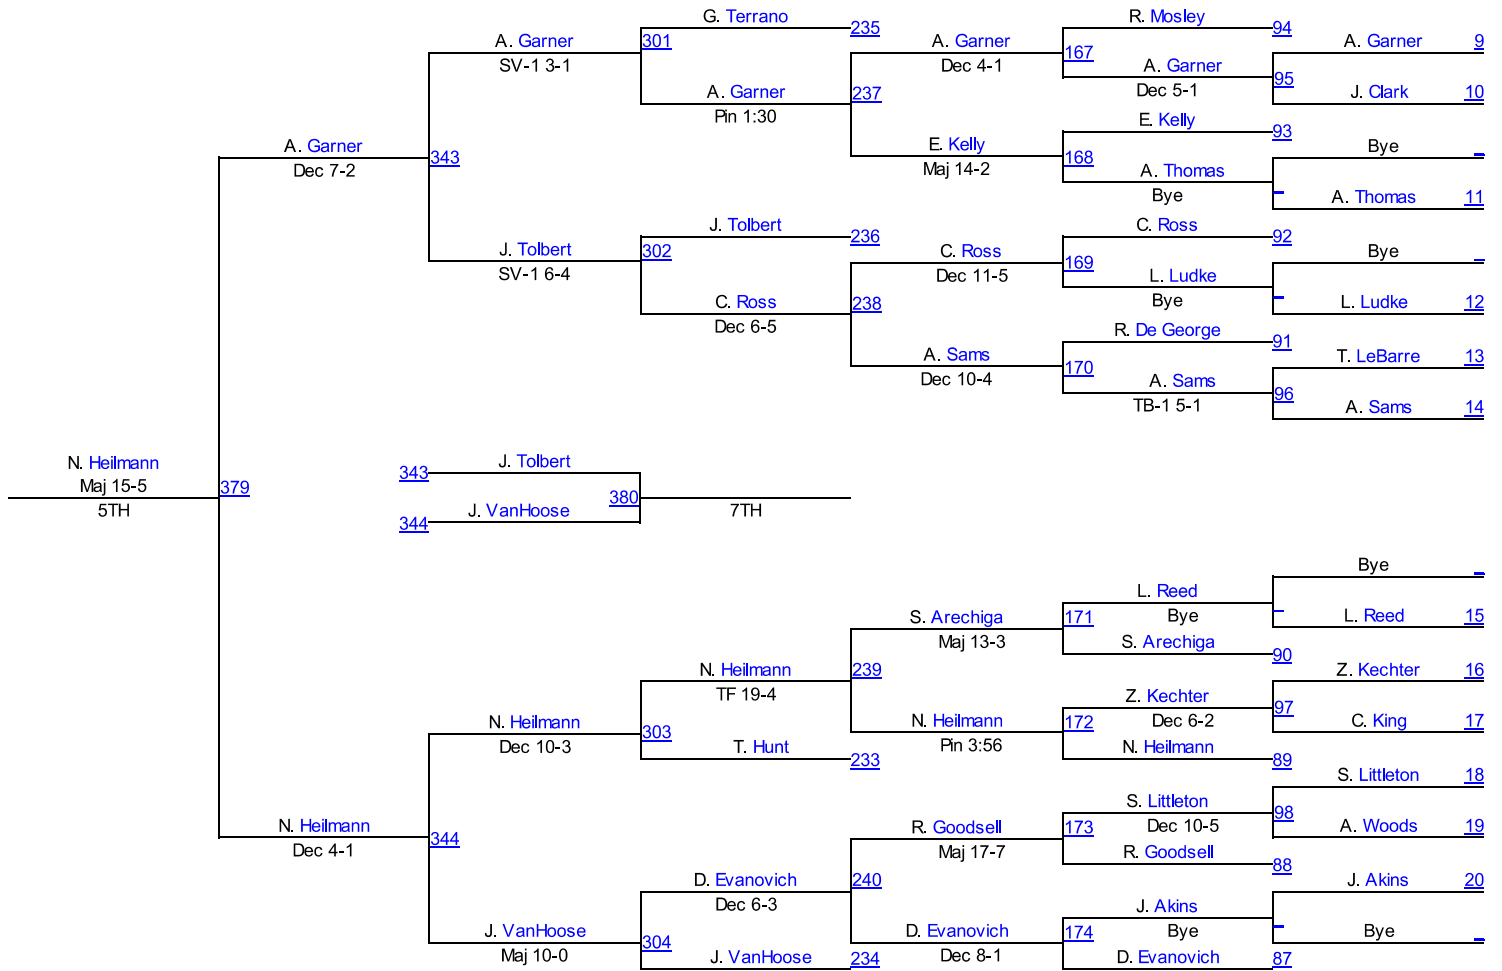 G. Terrano 235
R. Mosley 94
A. Garner 301
A. Garner 167
A. Garner 9
SV-1 3-1
Dec 4-1
A. Garner 95
Dec 5-1
A. Garner 237
J. Clark 10
Pin 1:30
E. Kelly 93
A. Garner 343
E. Kelly 168
Bye
Dec 7-2
Maj 14-2
A. Thomas
Bye
A. Thomas 11
J. Tolbert 236
C. Ross 92
J. Tolbert 302
C. Ross 169
Bye
SV-1 6-4
Dec 11-5
L. Ludke
Bye
C. Ross 238
L. Ludke 12
Dec 6-5
R. De George 91
A. Sams 170
T. LeBarre 13
Dec 10-4
A. Sams 96
TB-1 5-1
A. Sams 14
N. Heilmann
343 J. Tolbert
Maj 15-5 379
380
5TH
344 J. VanHoose
7TH
Bye
L. Reed
S. Arechiga 171
Bye
L. Reed 15
Maj 13-3
S. Arechiga 90
N. Heilmann 239
Z. Kechter 16
TF 19-4
Z. Kechter 97
N. Heilmann 303
N. Heilmann 172
Dec 6-2
C. King 17
Dec 10-3
Pin 3:56
T. Hunt 233
N. Heilmann 89
S. Littleton 18
S. Littleton 98
N. Heilmann 344
R. Goodsell 173
Dec 10-5
A. Woods 19
Dec 4-1
Maj 17-7
R. Goodsell 88
D. Evanovich 240
J. Akins 20
Dec 6-3
J. Akins
J. VanHoose 304
D. Evanovich 174
Bye
Bye
Maj 10-0
J. VanHoose 234
Dec 8-1
D. Evanovich 87